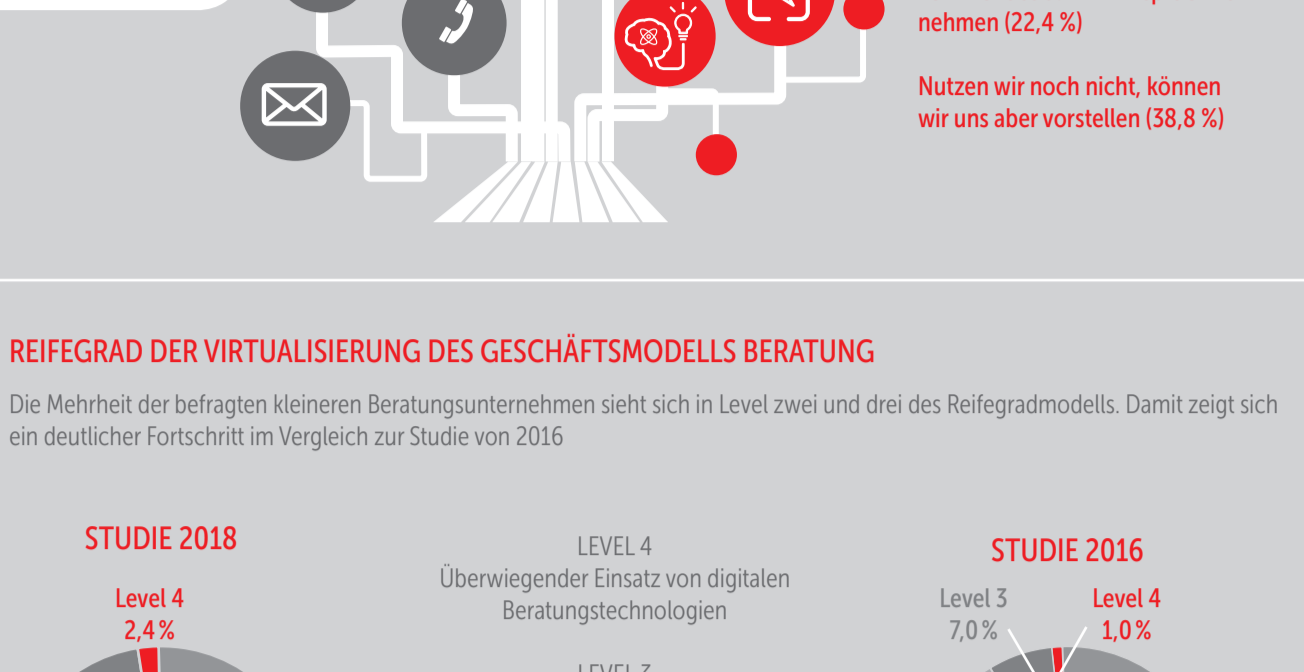 nehmen (22,4 %)
Nutzen wir noch nicht, können
wir uns aber vorstellen (38,8 %)
REIFEGRAD DER VIRTUALISIERUNG DES GESCHÄFTSMODELLS BERATUNG
Die Mehrheit der befragten kleineren Beratungsunternehmen sieht sich in Level zwei und drei des Reifegradmodells. Damit zeigt sich
ein deutlicher Fortschritt im Vergleich zur Studie von 2016
STUDIE 2018
Level 4
2,4 %
LEVEL 4
Überwiegender Einsatz von digitalen
Beratungstechnologien
LEVEL 3
STUDIE 2016
Level 3
7,0 %
Level 4
1,0 %